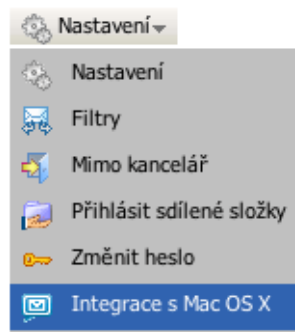 Nastavení
Nastavení
Filtry
Mimo kancelář
Přihlásit sdílené složky
Změnit heslo
Integrace s Mac OS X